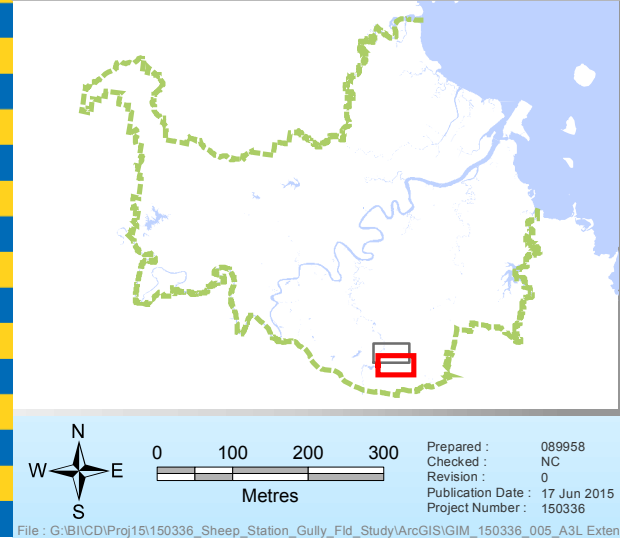 N
W E
S
0 100 200 300
Metres
Prepared : 089958
Checked : NC
Revision : 0
Publication Date : 17 Jun 2015
Project Number : 150336
File : G:\BI\CD\Proj15\150336_Sheep_Station_Gully_Fld_Study\ArcGIS\GIM_150336_005_A3L Exten